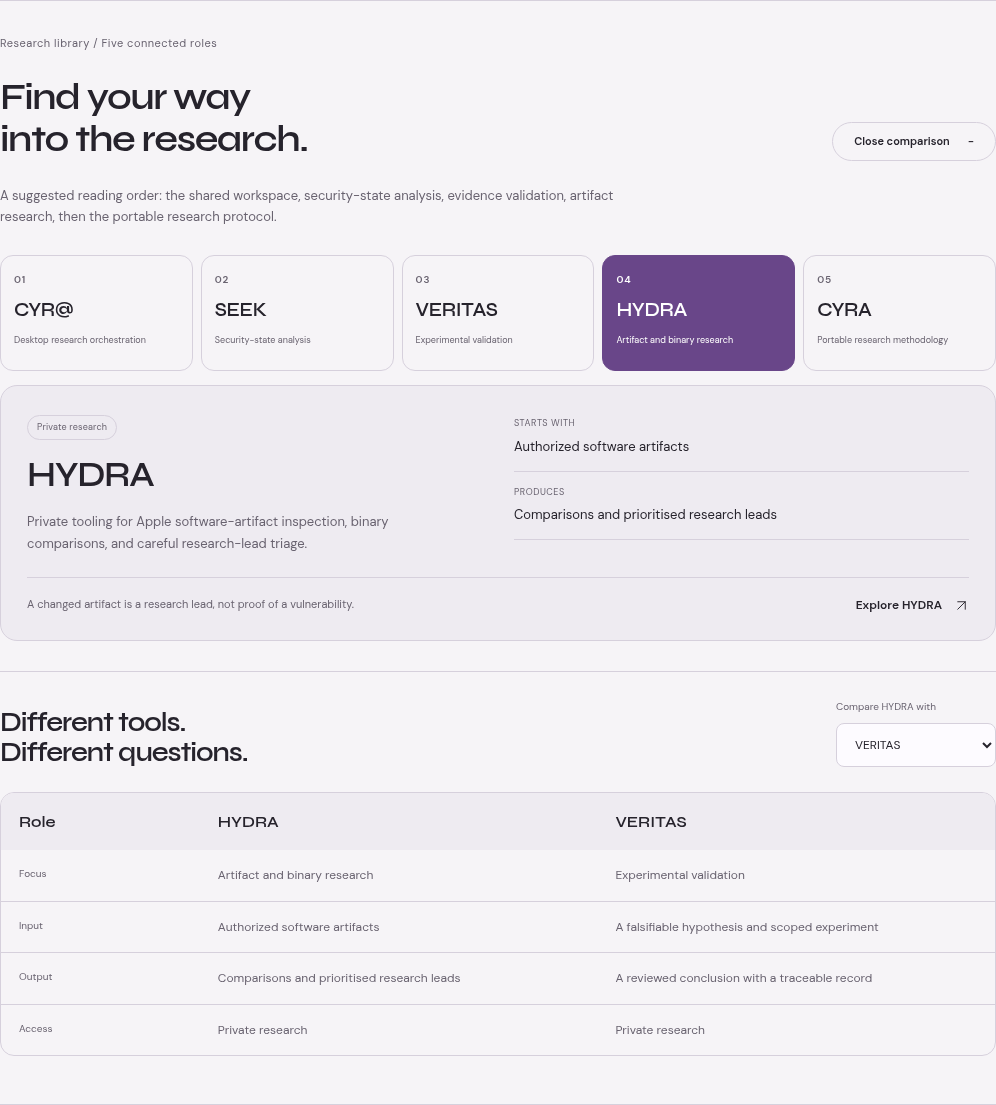 Research library / Five connected roles
Find your way
into the research.
Close comparison –
A suggested reading order: the shared workspace, security-state analysis, evidence validation, artifact
research, then the portable research protocol.
01
CYR@
Desktop research orchestration
02
SEEK
Security-state analysis
03
VERITAS
Experimental validation
04
HYDRA
Artifact and binary research
05
CYRA
Portable research methodology
Private research
HYDRA
Private tooling for Apple software-artifact inspection, binary
comparisons, and careful research-lead triage.
STARTS WITH
Authorized software artifacts
PRODUCES
Comparisons and prioritised research leads
A changed artifact is a research lead, not proof of a vulnerability.
Explore HYDRA
Different tools.
Different questions.
Compare HYDRA with
VERITAS
Role HYDRA VERITAS
Focus Artifact and binary research Experimental validation
Input Authorized software artifacts A falsifiable hypothesis and scoped experiment
Output Comparisons and prioritised research leads A reviewed conclusion with a traceable record
Access Private research Private research